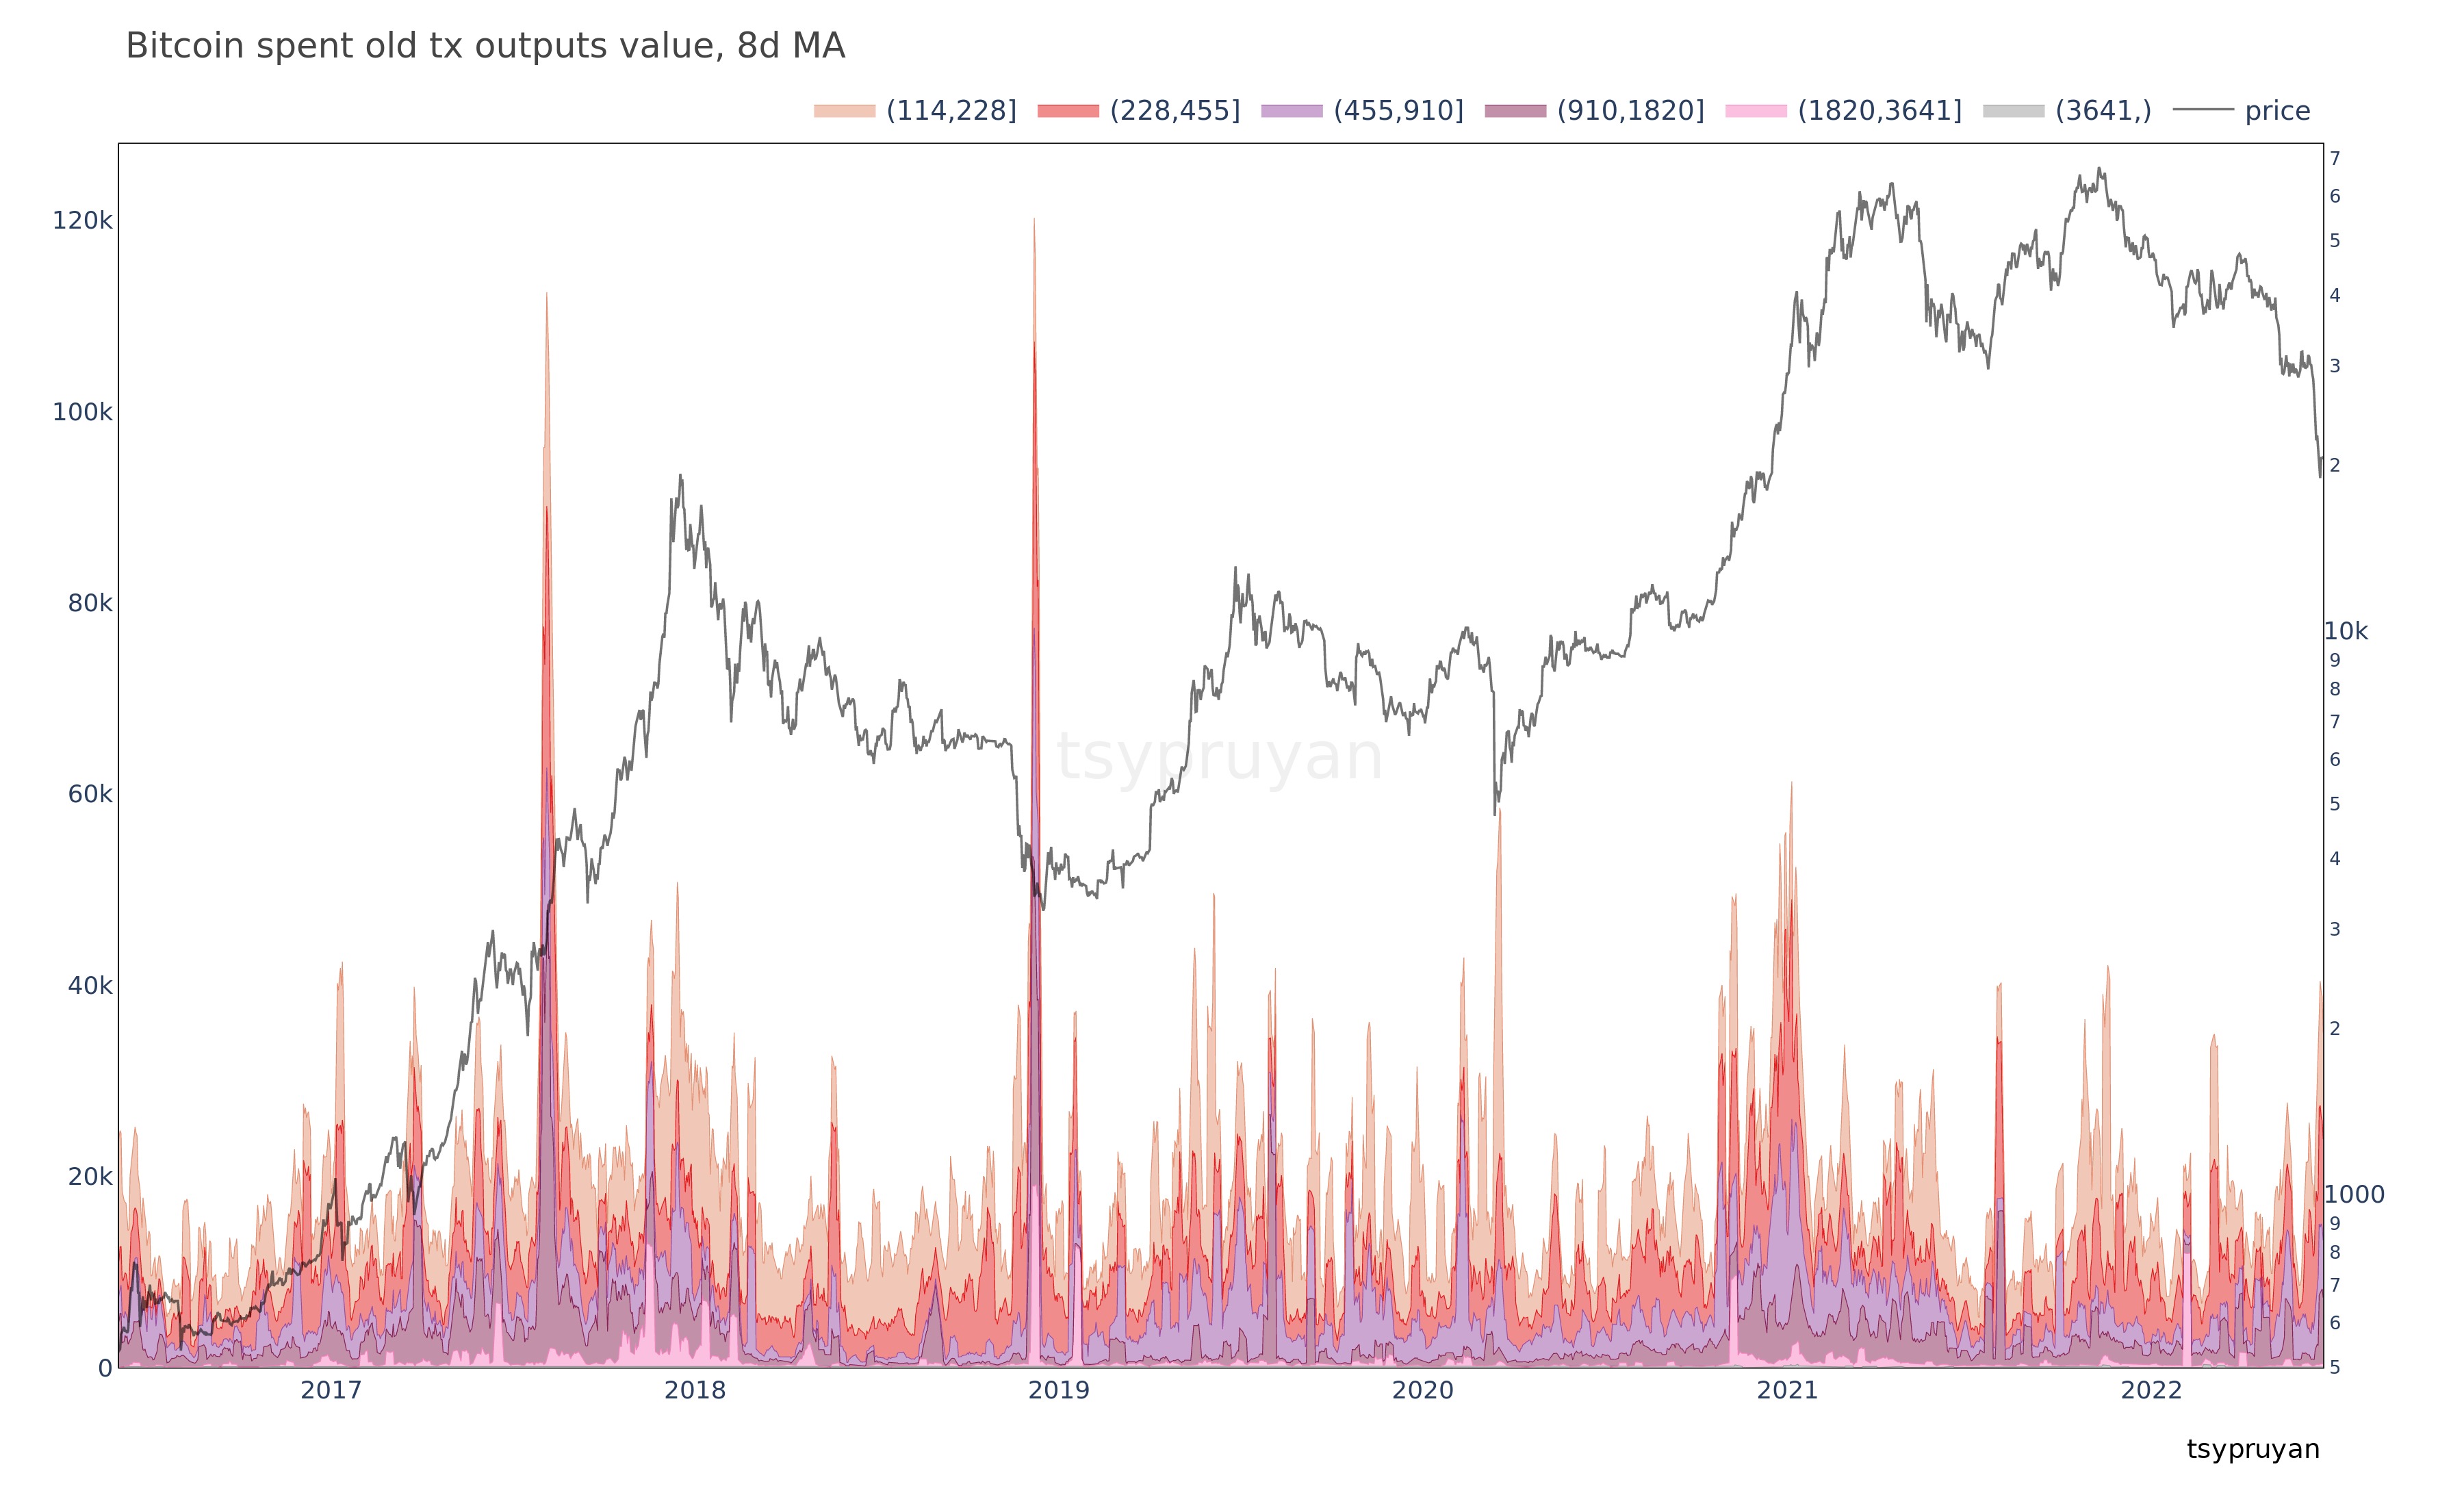 Bitcoin spent old tx outputs value, 8d MA
(114,228] (228,455] (455,910] (910,1820] (1820,3641] (3641,) price
7
120k
6
5
4
100k
3
2
80k
10k
9
8
7
tsypruyan
6
60k
5
4
3
40k
2
20k
1000
9
8
7
6
0
5
2017 2018 2019 2020 2021 2022
tsypruyan